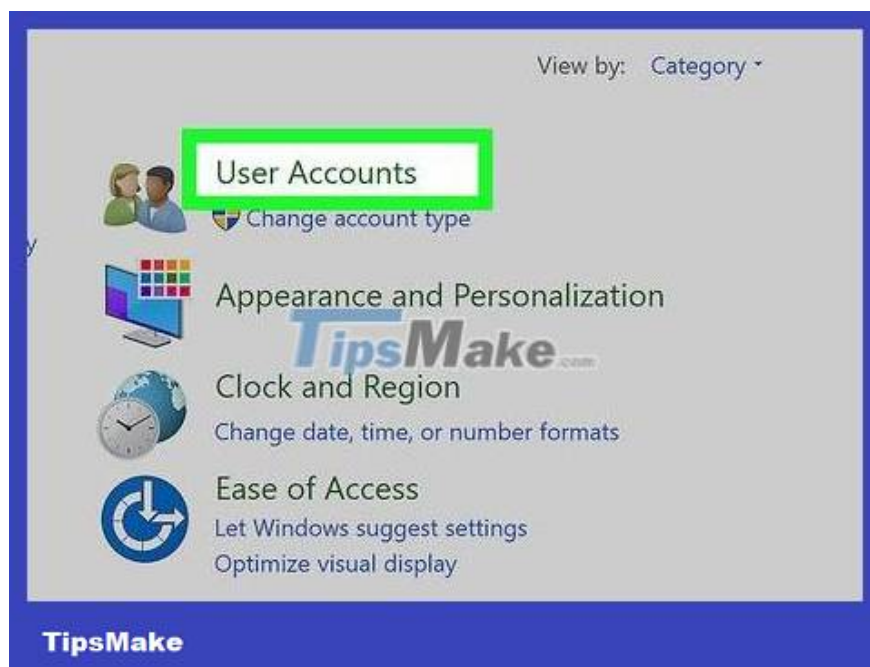 View by: Category
User Accounts
Change account type
y
Appearance and Personalization
TipsMake.com
Clock and Region
Change date, time, or number formats
Ease of Access
Let Windows suggest settings
Optimize visual display
TipsMake